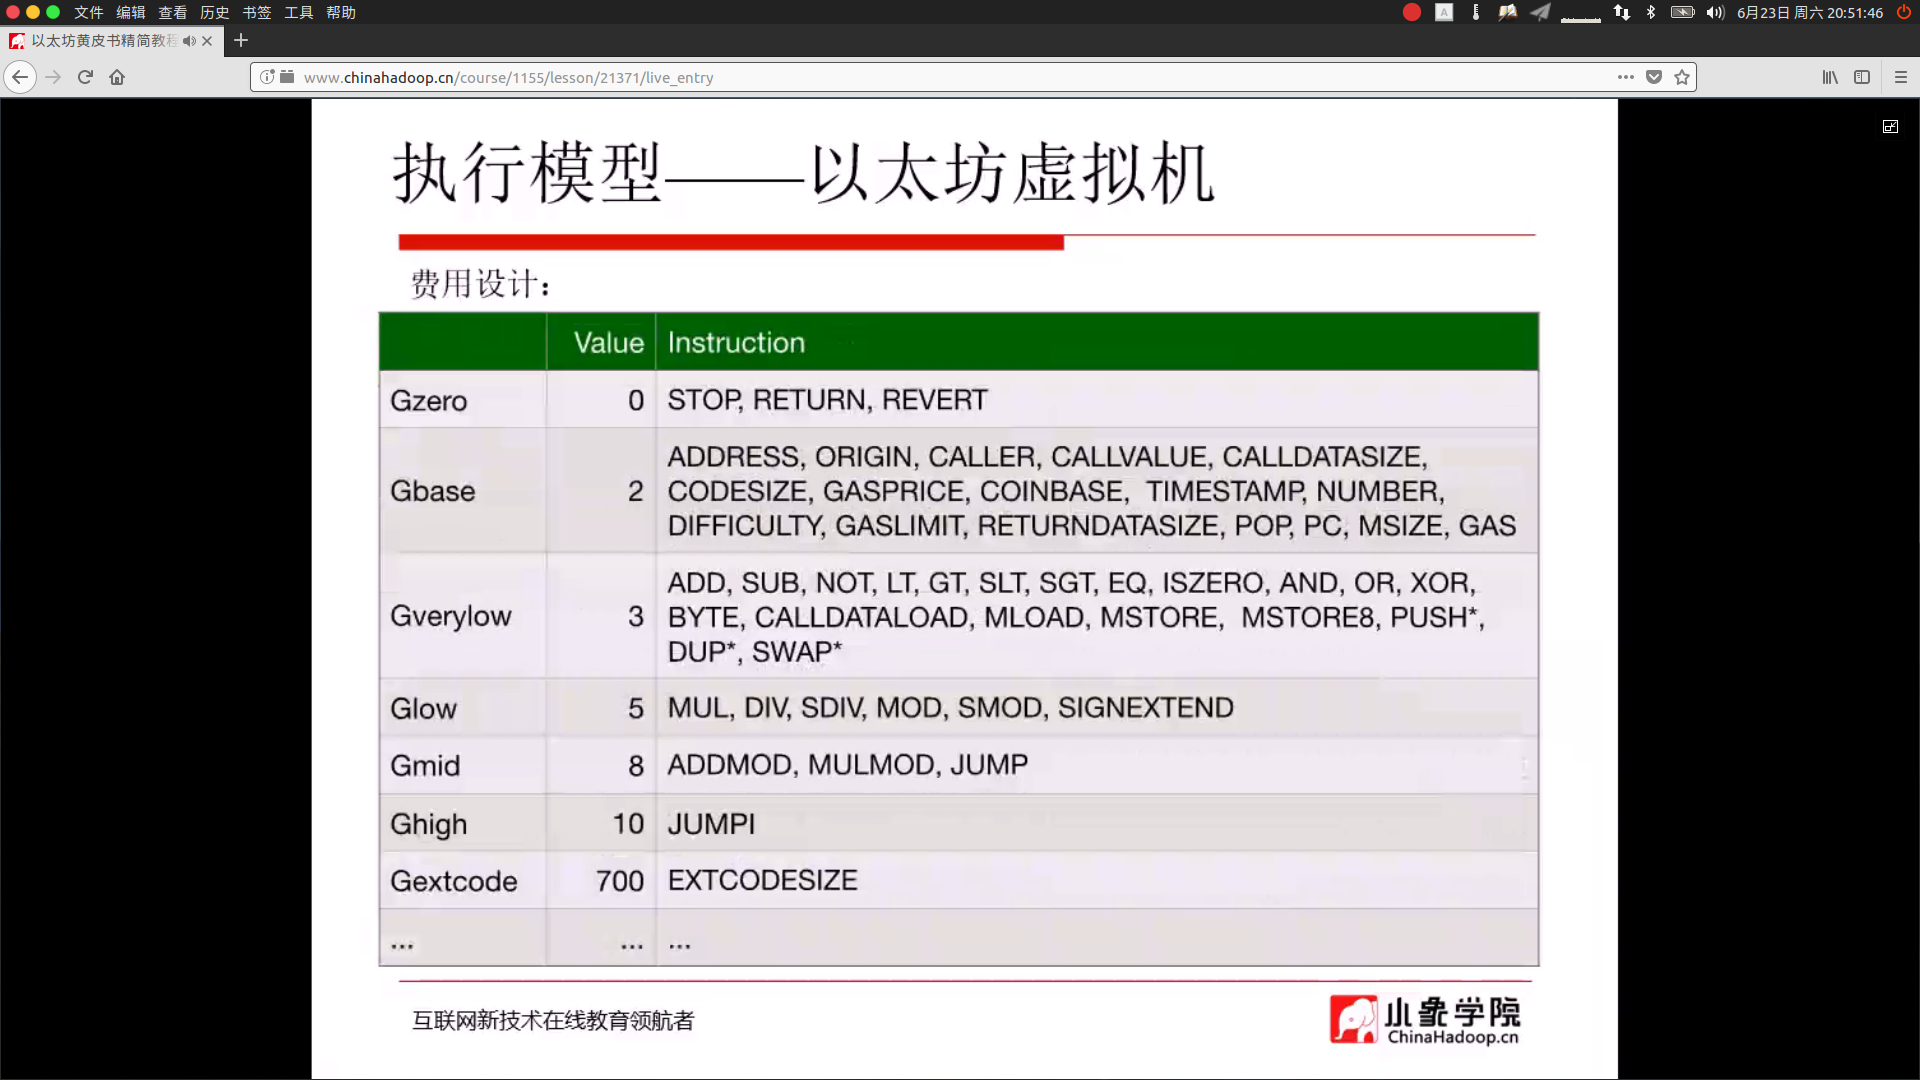 文件 编辑 查看 历史 书签 工具 帮助
A
6月23日 周六 20:51:46
以太坊黄皮书精简教程
www.chinahadoop.cn/course/1155/lesson/21371/live_entry
执行模型——以太坊虚拟机
费用设计：
Value Instruction
Gzero 0 STOP, RETURN, REVERT
Gbase 2 ADDRESS, ORIGIN, CALLER, CALLVALUE, CALLDATASIZE,
CODESIZE, GASPRICE, COINBASE, TIMESTAMP, NUMBER,
DIFFICULTY, GASLIMIT, RETURNDATASIZE, POP, PC, MSIZE, GAS
Gverylow 3 ADD, SUB, NOT, LT, GT, SLT, SGT, EQ, ISZERO, AND, OR, XOR,
BYTE, CALLDATALOAD, MLOAD, MSTORE, MSTORE8, PUSH*,
DUP*, SWAP*
Glow 5 MUL, DIV, SDIV, MOD, SMOD, SIGNEXTEND
Gmid 8 ADDMOD, MULMOD, JUMP
Ghigh 10 JUMPI
Gextcode 700 EXTCODESIZE
... ... ...
互联网新技术在线教育领航者
小象学院
ChinaHadoop.cn